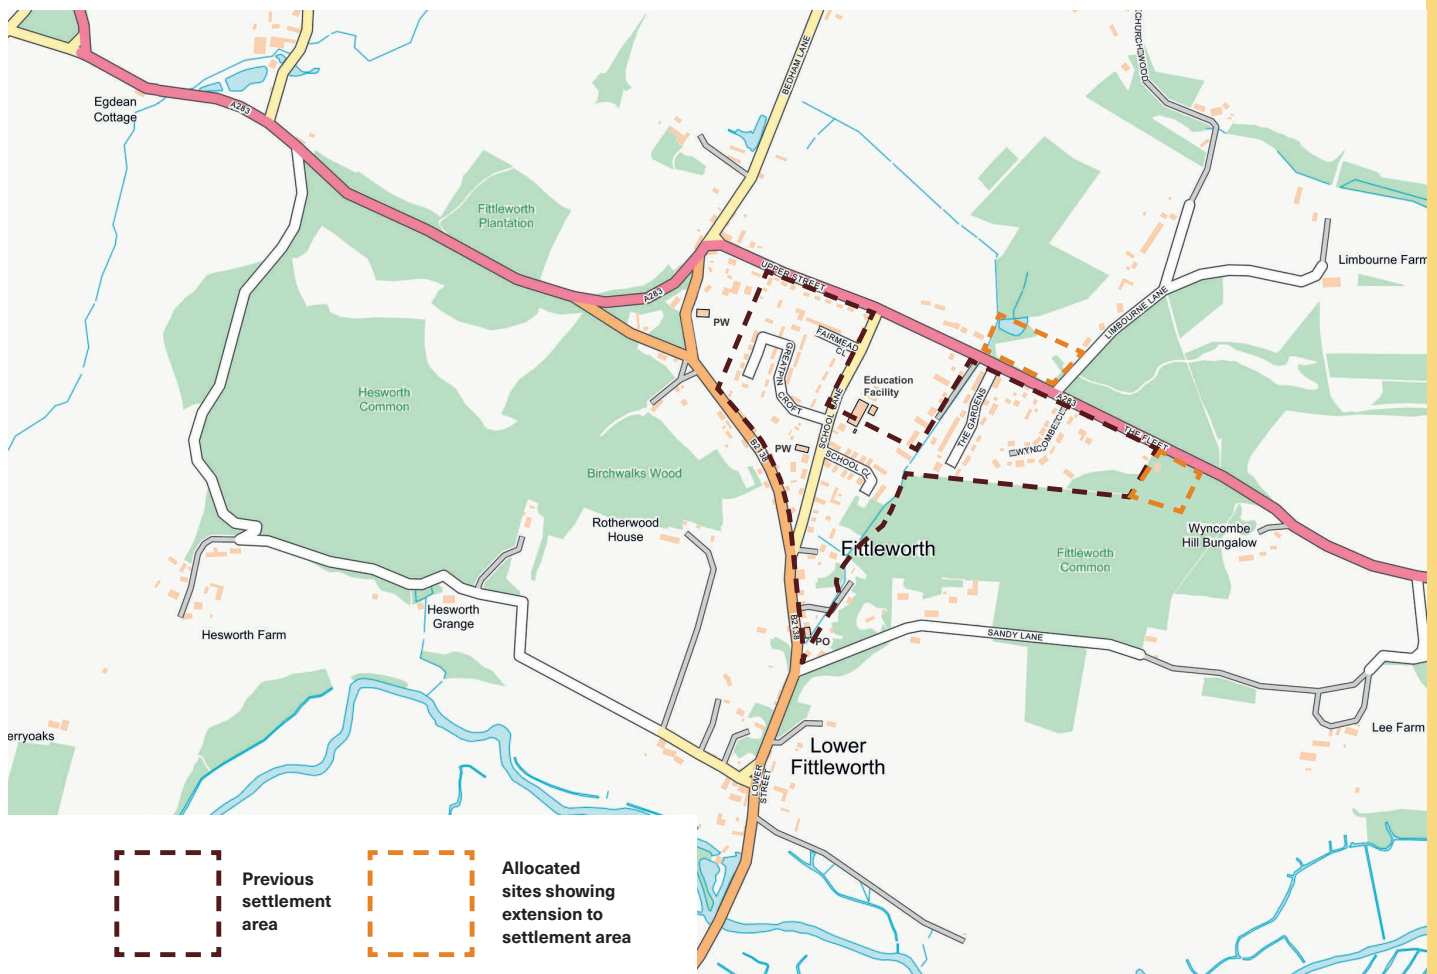 CHURCHWOOD
BEDHAM LANE
Egdean
Cottage
A283
Fittleworth
Plantation
Limbourne Farm
UPPER STREET
A283
LIMBOURNE LANE
PW
FAIRMEAD
CL
GREATPIN
CROFT
Education
Facility
Hesworth
Common
SCHOOL LANE
THE GARDENS
A283
WYNCOMBE CL
THE FLEET
B2138
PW
SCHOOL CL
Birchwalks Wood
Rotherwood
House
Wyncombe
Hill Bungalow
Fittleworth
Fittleworth
Common
Hesworth
Grange
Hesworth Farm
B2138
PO
SANDY LANE
erryoaks
Lee Farm
Lower
Fittleworth
LOWER
STREET
Previous
settlement
area
Allocated
sites showing
extension to
settlement area